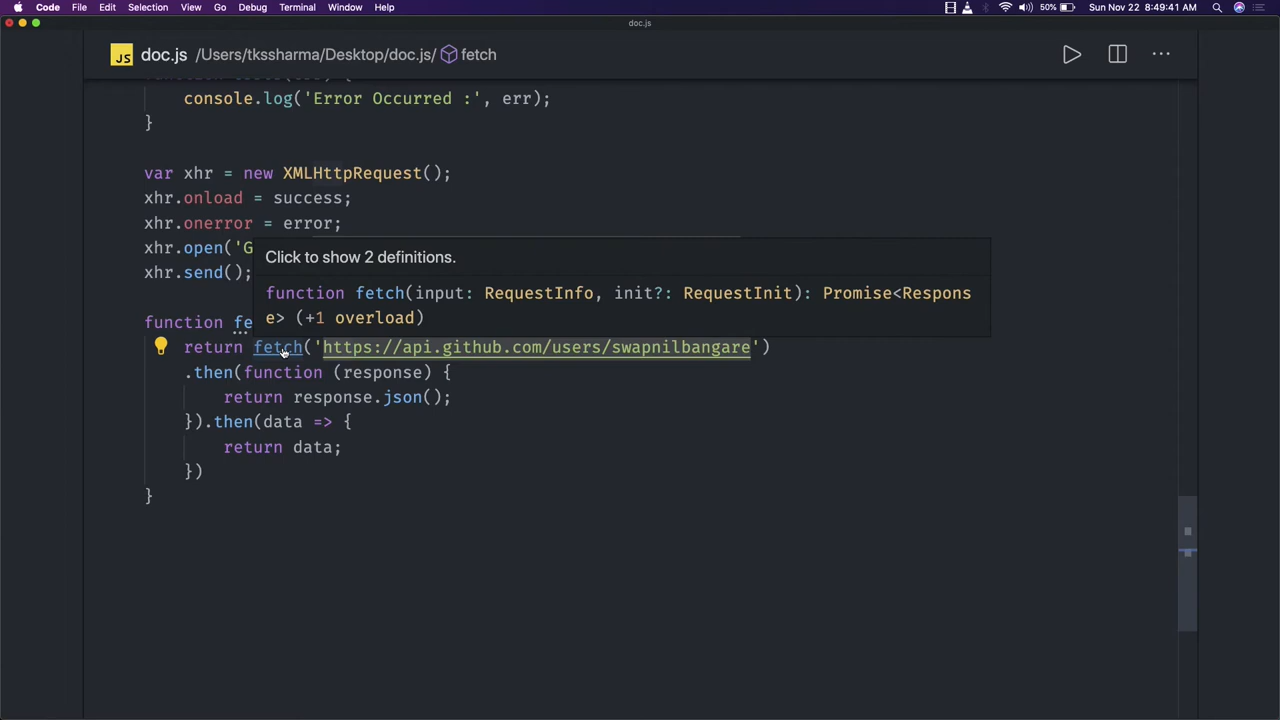 Code File Edit Selection View Go Debug Terminal Window Help 50% Sun Nov 22 8:49:41 AM
doc.js
JS doc.js /Users/tkssharma/Desktop/doc.js/ fetch
console.log('Error Occurred :', err);
}
var xhr = new XMLHttpRequest();
xhr.onload = success;
xhr.onerror = error;
xhr.open('G
xhr.send();
Click to show 2 definitions.
function fetch(input: RequestInfo, init?: RequestInit): Promise<Respons
e> (+1 overload)
function fe
return fetch('https://api.github.com/users/swapnilbangare')
.then(function (response) {
return response.json();
}).then(data => {
return data;
})
}